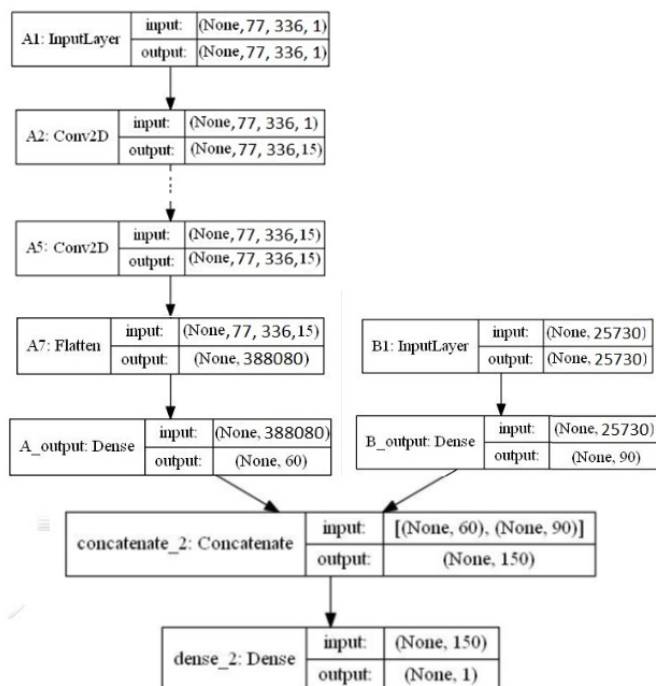 A1: InputLayer
input: (None, 77, 336, 1)
output: (None, 77, 336, 1)
A2: Conv2D
input: (None, 77, 336, 1)
output: (None, 77, 336,15)
A5: Conv2D
input: (None, 77, 336,15)
output: (None, 77, 336,15)
A7: Flatten
input: (None, 77, 336,15)
output: (None, 388080)
B1: InputLayer
input: (None, 25730)
output: (None, 25730)
A_output: Dense
input: (None, 388080)
output: (None, 60)
B_output: Dense
input: (None, 25730)
output: (None, 90)
concatenate_2: Concatenate
input: [(None, 60), (None, 90)]
output: (None, 150)
dense_2: Dense
input: (None, 150)
output: (None, 1)